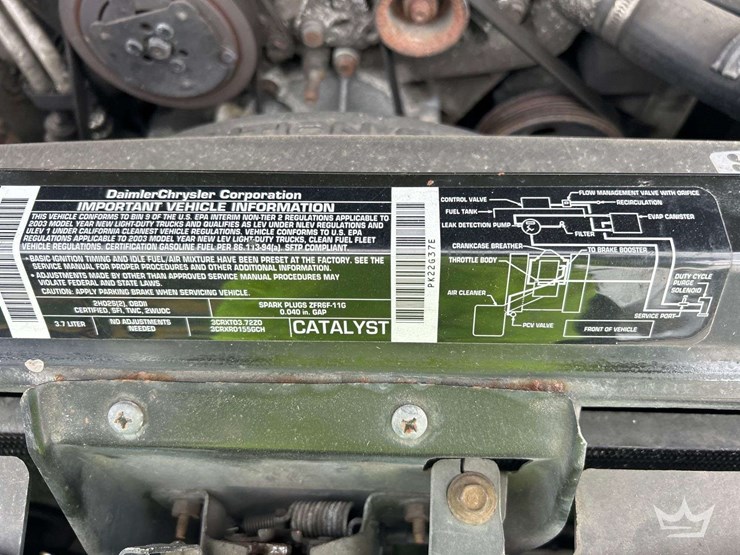 DaimlerChrysler Corporation
IMPORTANT VEHICLE INFORMATION
THIS VEHICLE CONFORMS TO BIN 9 OF THE U.S. EPA INTERIM NON-TIER 2 REGULATIONS APPLICABLE TO
2003 MODEL YEAR NEW LIGHT-DUTY TRUCKS AND QUALIFIES AS LEV UNDER NLEV REGULATIONS AND
ULEV 1 UNDER CALIFORNIA CLEANEST VEHICLE REGULATIONS. CONFORMS TO U.S. EPA
REGULATIONS APPLICABLE TO 2003 MODEL YEAR NEW LIGHT-DUTY TRUCKS, CLEAN FUEL FLEET
VEHICLE REGULATIONS. CERTIFICATION GASOLINE FUEL PER 86.113-94(a). SFTP COMPLIANT.
• BASIC IGNITION TIMING AND IDLE FUEL/AIR MIXTURE HAVE BEEN PRESET AT THE FACTORY. SEE THE
SERVICE MANUAL FOR PROPER PROCEDURES AND OTHER ADDITIONAL INFORMATION.
• ADJUSTMENTS MADE BY OTHER THAN APPROVED SERVICE MANUAL PROCEDURES MAY
VIOLATE FEDERAL AND STATE LAWS.
CAUTION: APPLY PARKING BRAKE WHEN SERVICING VEHICLE.
2HO2S(2), OBDII
CERTIFIED, SFI, TWC, 2WUDC
SPARK PLUGS ZFR6F-11G
0.040 in. GAP
3.7 LITER
NO ADJUSTMENTS
NEEDED
3CRXT03.72Z0
3CRXR0155GCH
CATALYST
PK22G37E
CONTROL VALVE
FLOW MANAGEMENT VALVE WITH ORIFICE
RECIRCULATION
FUEL TANK
EVAP CANISTER
LEAK DETECTION PUMP
FILTER
CRANKCASE BREATHER
TO BRAKE BOOSTER
THROTTLE BODY
DUTY CYCLE
PURGE
SOLENOID
AIR CLEANER
SERVICE PORT
PCV VALVE
FRONT OF VEHICLE